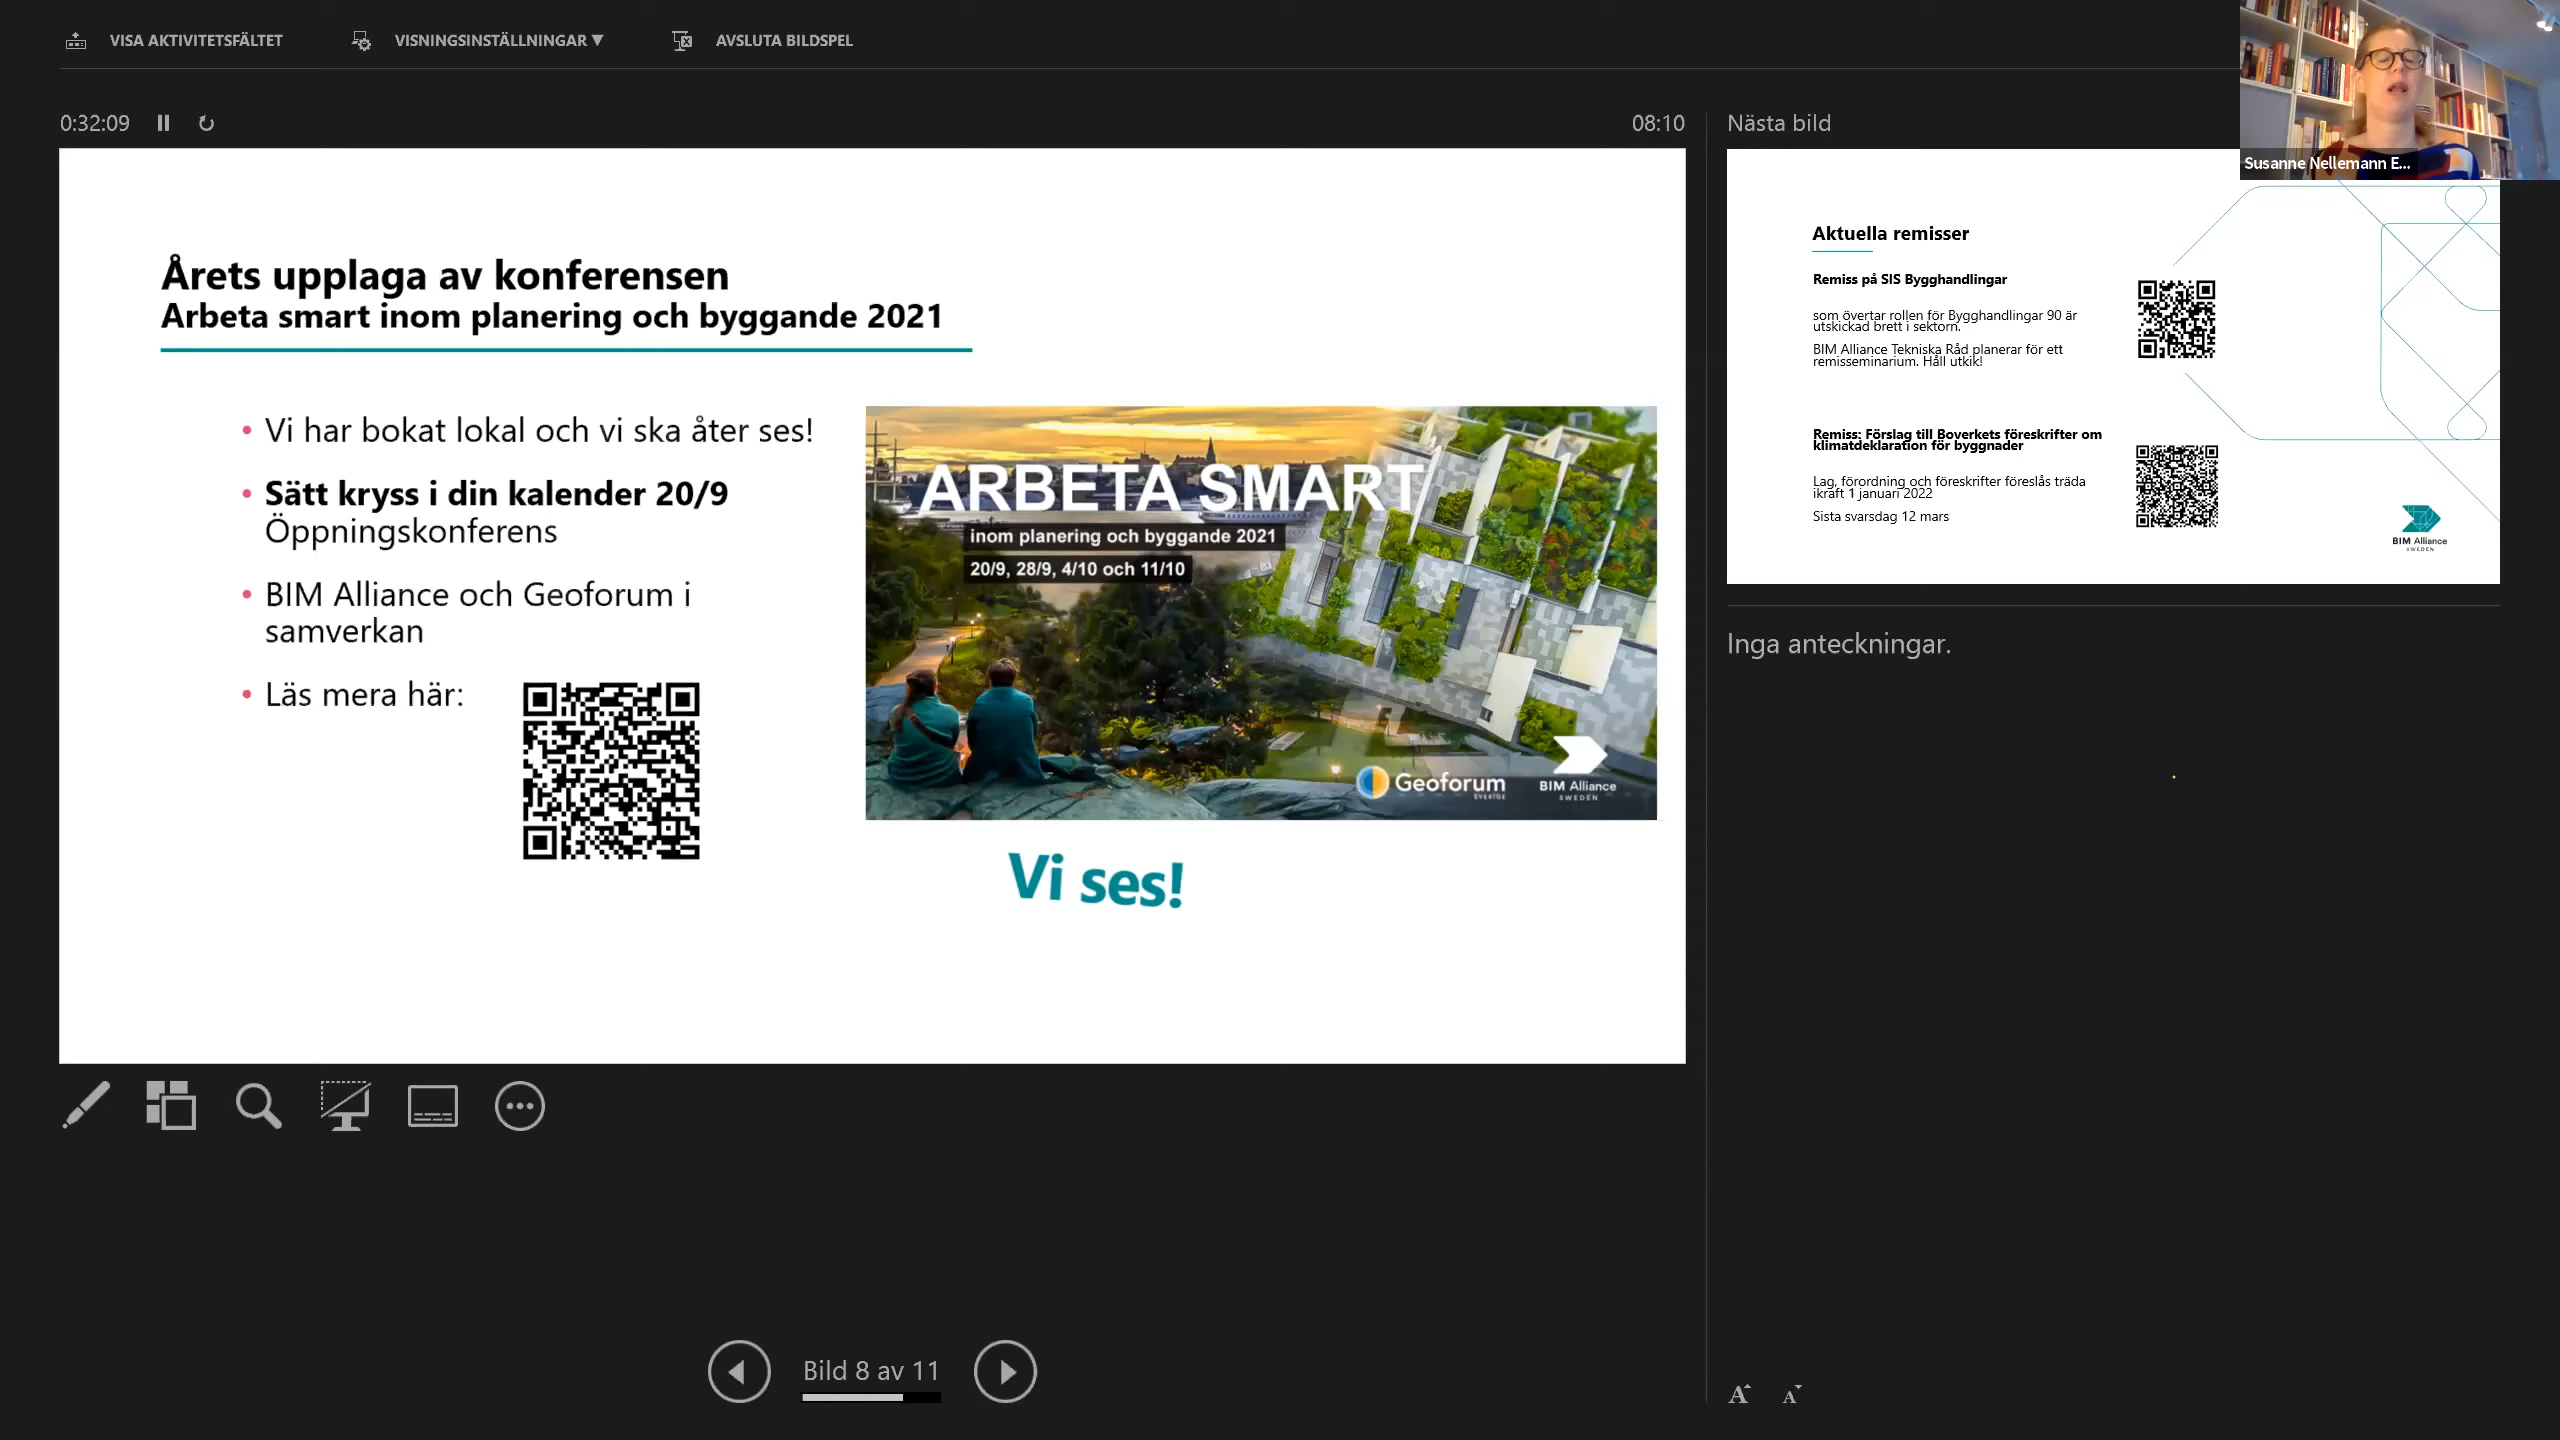 VISA AKTIVITETSFÄLTET
VISNINGSINSTÄLLNINGAR ▼
AVSLUTA BILDSPEL
0:32:09
08:10
Årets upplaga av konferensen
Arbeta smart inom planering och byggande 2021
• Vi har bokat lokal och vi ska åter ses!
• Sätt kryss i din kalender 20/9
Öppningskonferens
• BIM Alliance och Geoforum i
samverkan
• Läs mera här:
ARBETA SMART
inom planering och byggande 2021
20/9, 28/9, 4/10 och 11/10
Geoforum
SVERIGE
BIM Alliance
SWEDEN
Vi ses!
Bild 8 av 11
Nästa bild
Susanne Nellemann E...
Aktuella remisser
Remiss på SIS Bygghandlingar
som övertar rollen för Bygghandlingar 90 är
utskickad brett i sektorn.
BIM Alliance Tekniska Råd planerar för ett
remisseminarium. Håll utkik!
Remiss: Förslag till Boverkets föreskrifter om
klimatdeklaration för byggnader
Lag, förordning och föreskrifter föreslås träda
ikraft 1 januari 2022
Sista svarsdag 12 mars
BIM Alliance
SWEDEN
Inga anteckningar.
A A